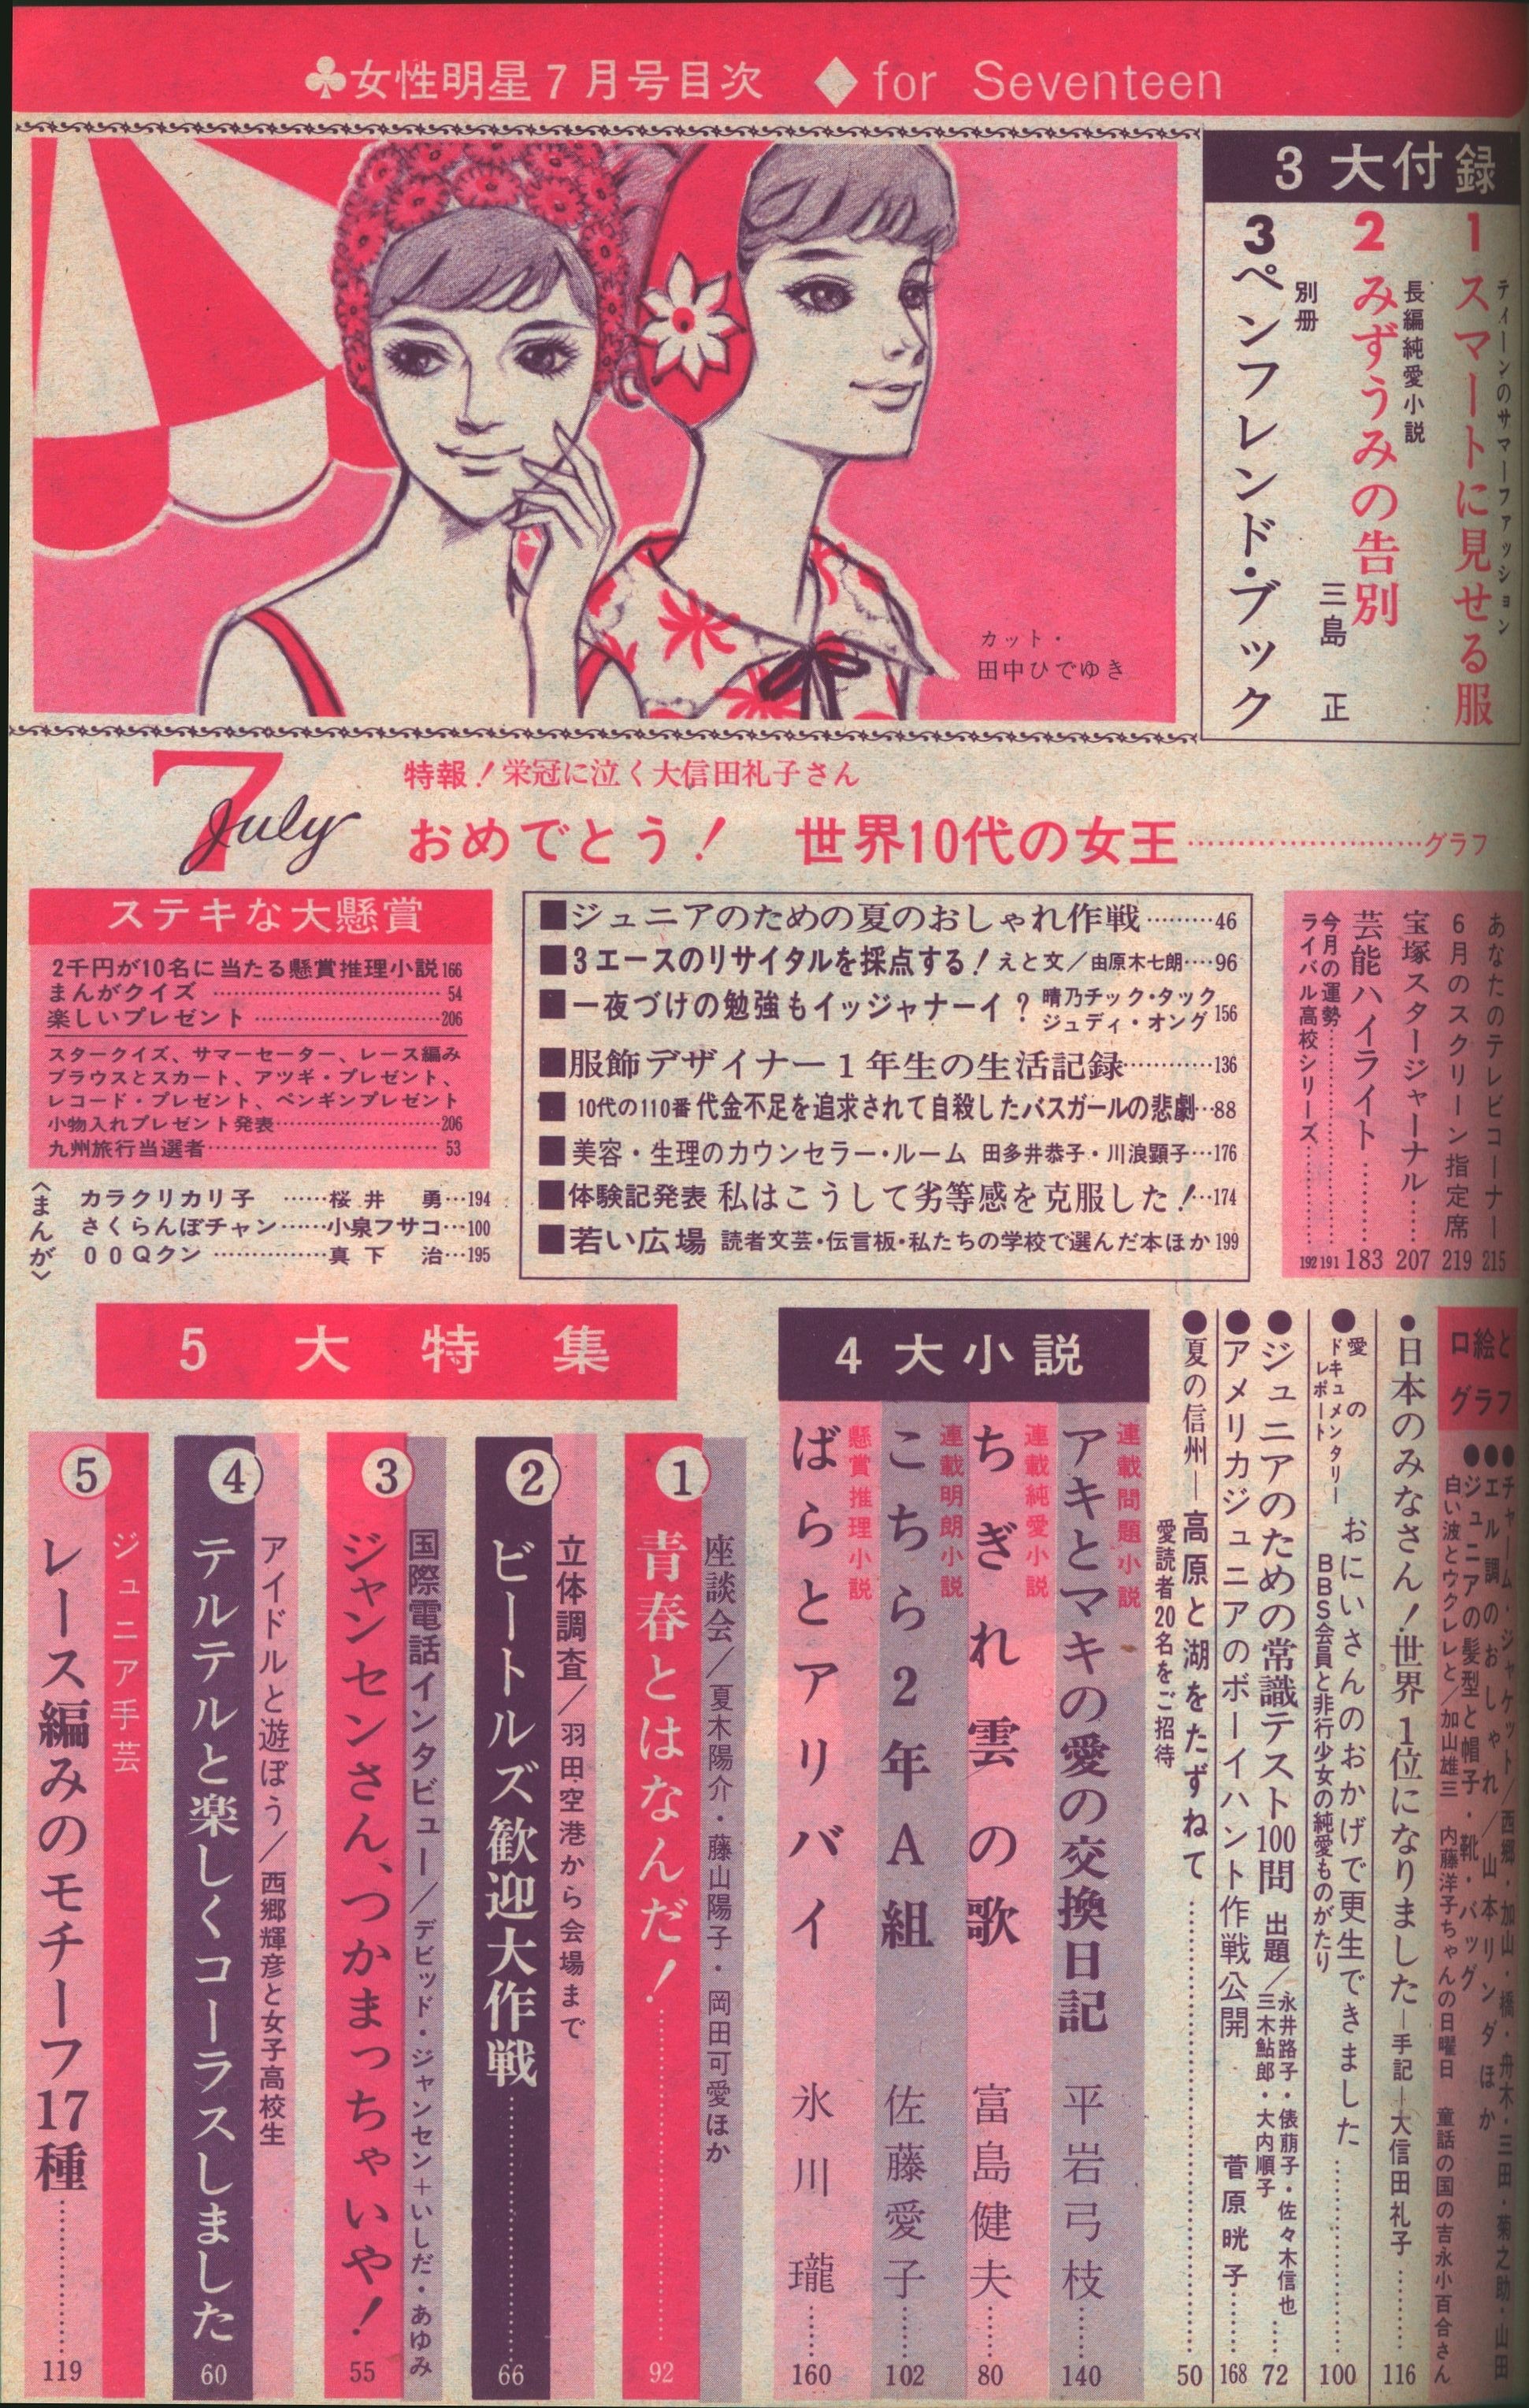 ♣女性明星7月号目次 ◆for Seventeen
3大付録
1 ティーンのサマーファッション
スマートに見せる服
2 長編純愛小説
みずうみの告別
三島 正
3 別冊
ペンフレンド・ブック
カット・
田中ひでゆき
7 July
特報!栄冠に泣く大信田礼子さん
おめでとう! 世界10代の女王……グラフ
あなたのテレビコーナー 215
6月のスクリーン指定席 219
宝塚スタージャーナル……207
芸能ハイライト……183
今月の運勢……191
ライバル高校シリーズ……192
■ジュニアのための夏のおしゃれ作戦……46
■3エースのリサイタルを採点する! えと文/由原木七朗……96
■一夜づけの勉強もイッジャナーイ? 晴乃チック・タック
ジュディ・オング 156
■服飾デザイナー1年生の生活記録……136
■10代の110番 代金不足を追求されて自殺したバスガールの悲劇…88
■美容・生理のカウンセラー・ルーム 田多井恭子・川浪顕子…176
■体験記発表 私はこうして劣等感を克服した!…174
■若い広場 読者文芸・伝言板・私たちの学校で選んだ本ほか 199
ステキな大懸賞
2千円が10名に当たる懸賞推理小説 166
まんがクイズ……54
楽しいプレゼント……206
スタークイズ、サマーセーター、レース編み
ブラウスとスカート、アツギ・プレゼント、
レコード・プレゼント、ペンギンプレゼント
小物入れプレゼント発表……206
九州旅行当選者……53
〈まんが〉
カラクリカリ子……桜井 勇…194
さくらんぼチャン……小泉フサコ…100
00Qクン……真下 治…195
口絵と
グラフ
●チャーム・ジャケット/西郷・加山・橋・舟木・三田・菊之助・山田
●エル調のおしゃれ/山本リンダほか
●ジュニアの髪型と帽子・靴・バッグ
白い波とウクレレと/加山雄三 内藤洋子ちゃんの日曜日 童話の国の吉永小百合さん
●日本のみなさん!世界1位になりました―手記―大信田礼子……116
●愛のドキュメンタリーレポート
おにいさんのおかげで更生できました……100
BBS会員と非行少女の純愛ものがたり
●ジュニアのための常識テスト100問 出題/永井路子・俵萠子・佐々木信也
三木鮎郎・大内順子……72
●アメリカジュニアのボーイハント作戦公開 菅原晄子……168
●夏の信州―高原と湖をたずねて……50
愛読者20名をご招待
4大小説
連載問題小説
アキとマキの愛の交換日記 平岩弓枝……140
連載純愛小説
ちぎれ雲の歌 富島健夫……80
連載明朗小説
こちら2年A組 佐藤愛子……102
懸賞推理小説
ばらとアリバイ 氷川瓏……160
5大特集
座談会/夏木陽介・藤山陽子・岡田可愛ほか
① 青春とはなんだ!……92
立体調査/羽田空港から会場まで
② ビートルズ歓迎大作戦……66
国際電話インタビュー/デビッド・ジャンセン+いしだ・あゆみ
③ ジャンセンさん、つかまっちゃいや!55
アイドルと遊ぼう/西郷輝彦と女子高校生
④ テルテルと楽しくコーラスしました 60
ジュニア手芸
⑤ レース編みのモチーフ17種……119